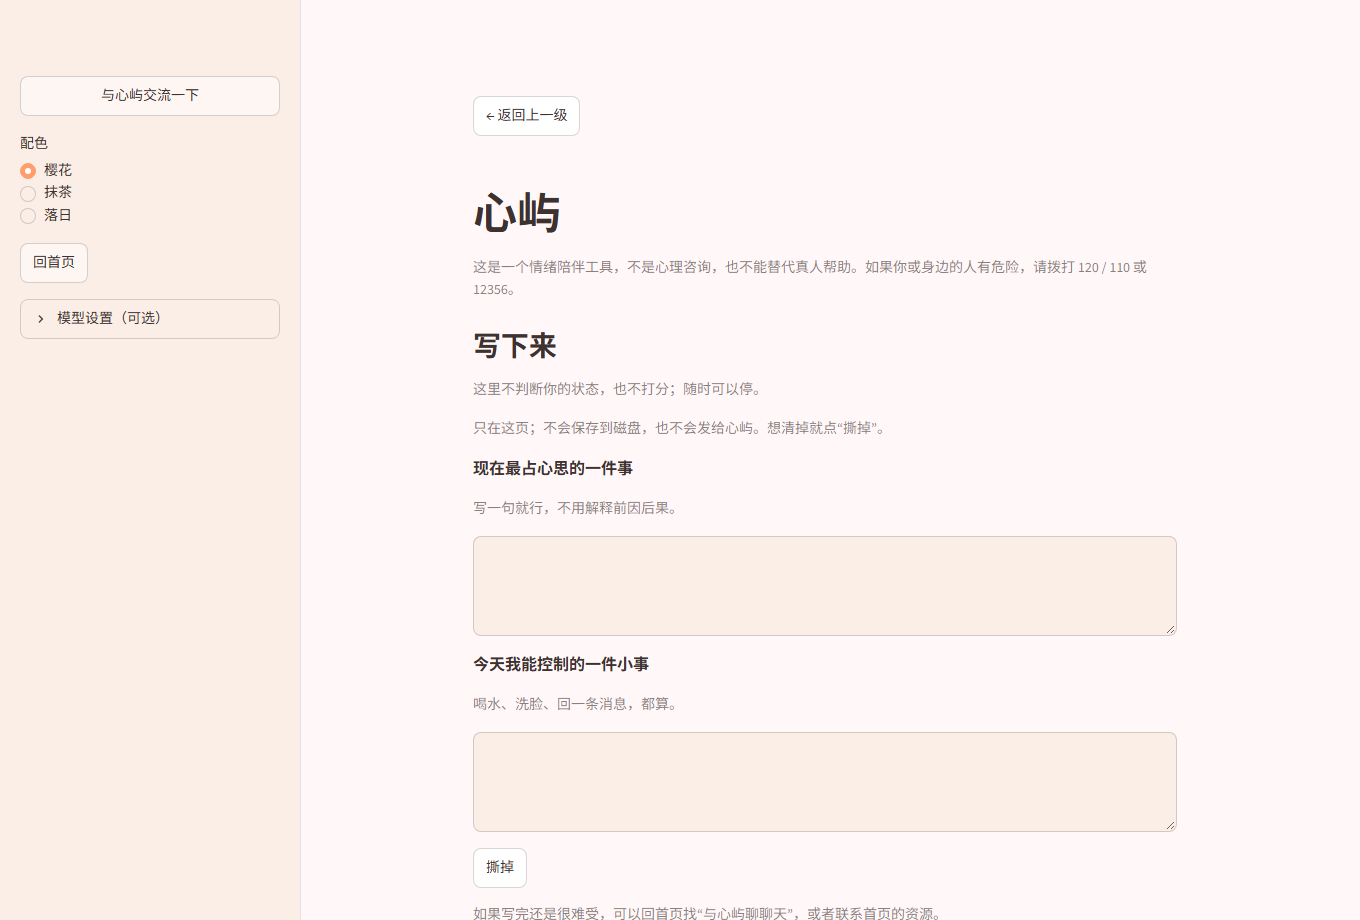 与心屿交流一下
配色
樱花
抹茶
落日
回首页
模型设置（可选）
← 返回上一级
心屿
这是一个情绪陪伴工具，不是心理咨询，也不能替代真人帮助。如果你或身边的人有危险，请拨打 120 / 110 或
12356。
写下来
这里不判断你的状态，也不打分；随时可以停。
只在这页；不会保存到磁盘，也不会发给心屿。想清掉就点“撕掉”。
现在最占心思的一件事
写一句就行，不用解释前因后果。
今天我能控制的一件小事
喝水、洗脸、回一条消息，都算。
撕掉
如果写完还是很难受，可以回首页找“与心屿聊聊天”，或者联系首页的资源。